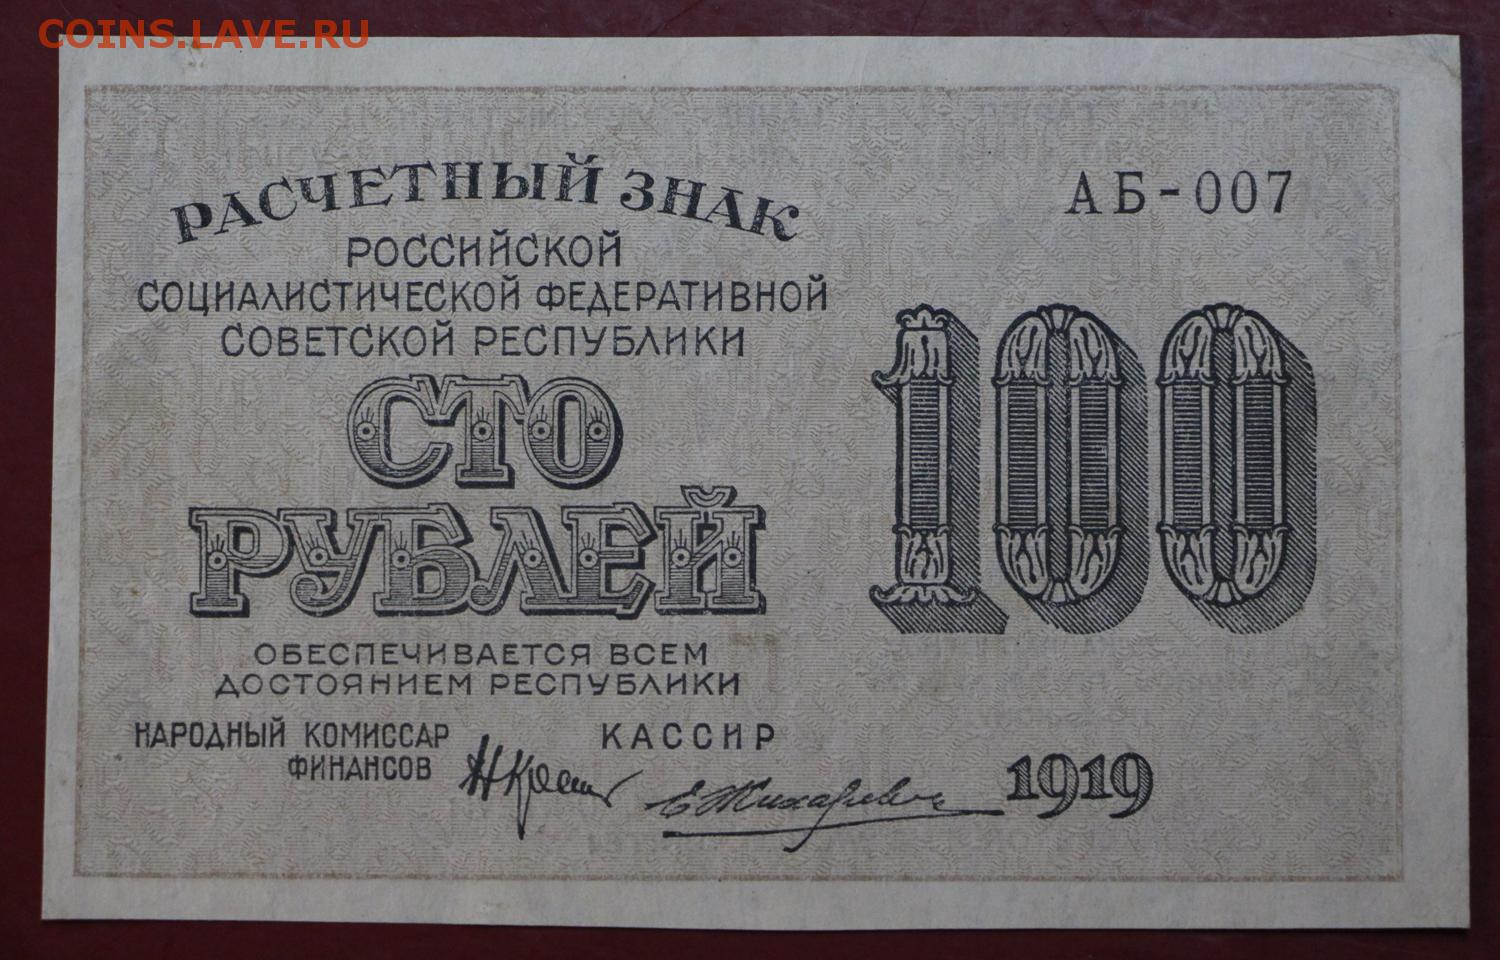 COINS.LAVE.RU
РАСЧЕТНЫЙ ЗНАК
РОССИЙСКОЙ
СОЦИАЛИСТИЧЕСКОЙ ФЕДЕРАТИВНОЙ
СОВЕТСКОЙ РЕСПУБЛИКИ
СТО
РУБЛЕЙ
ОБЕСПЕЧИВАЕТСЯ ВСЕМ
ДОСТОЯНИЕМ РЕСПУБЛИКИ
НАРОДНЫЙ КОМИССАР
ФИНАНСОВ
КАССИР
АБ-007
100
1919